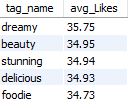 tag_name avg_Likes
dreamy 35.75
beauty 34.95
stunning 34.94
delicious 34.93
foodie 34.73